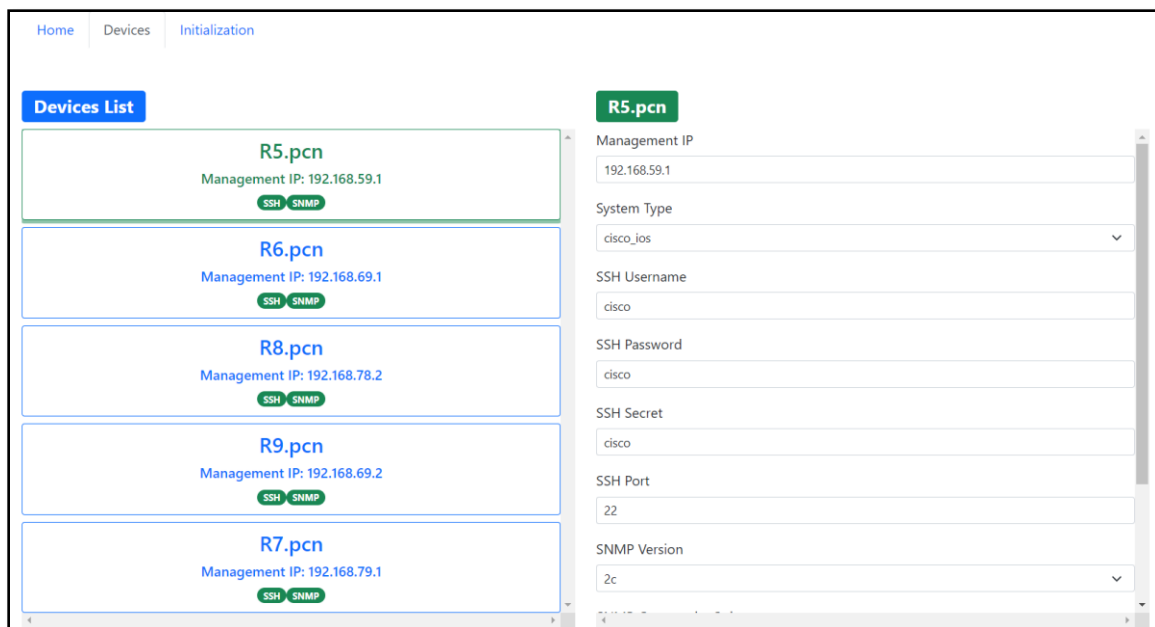 Home Devices Initialization
Devices List
R5.pcn
Management IP: 192.168.59.1
SSH SNMP
R6.pcn
Management IP: 192.168.69.1
SSH SNMP
R8.pcn
Management IP: 192.168.78.2
SSH SNMP
R9.pcn
Management IP: 192.168.69.2
SSH SNMP
R7.pcn
Management IP: 192.168.79.1
SSH SNMP
R5.pcn
Management IP
192.168.59.1
System Type
cisco_ios
SSH Username
cisco
SSH Password
cisco
SSH Secret
cisco
SSH Port
22
SNMP Version
2c